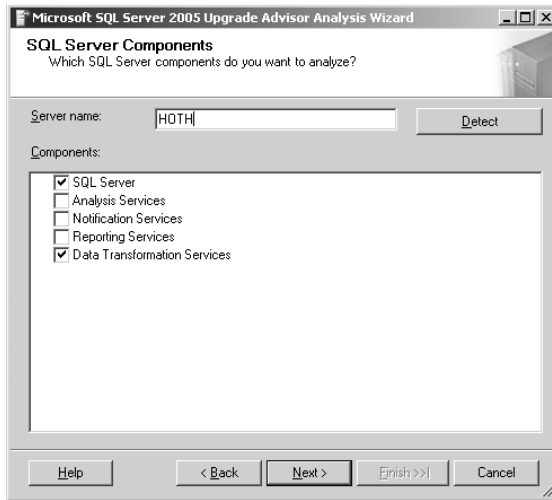 Microsoft SQL Server 2005 Upgrade Advisor Analysis Wizard
SQL Server Components
Which SQL Server components do you want to analyze?
Server name: HOTH Detect
Components:
SQL Server
Analysis Services
Notification Services
Reporting Services
Data Transformation Services
Help < Back Next > Finish >>| Cancel